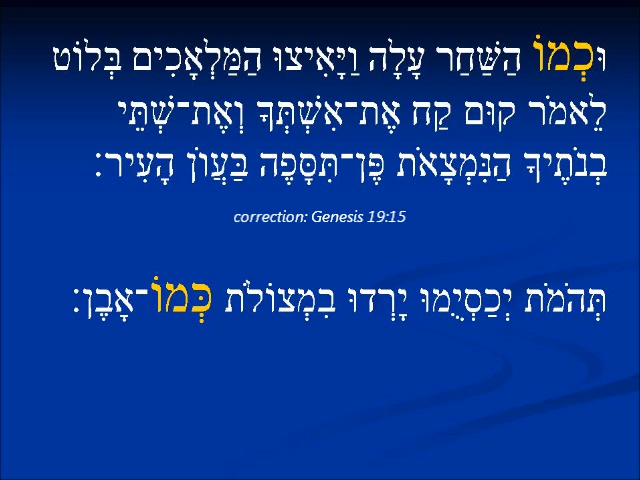 וּכְמוֹ הַשַּׁחַר עָלָה וַיָּאִיצוּ הַמַּלְאָכִים בְּלוֹט
לֵאמֹר קוּם קַח אֶת־אִשְׁתְּךָ וְאֶת־שְׁתֵּי
בְנֹתֶיךָ הַנִּמְצָאֹת פֶּן־תִּסָּפֶה בַּעֲוֺן הָעִיר׃
correction: Genesis 19:15
תְּהֹמֹת יְכַסְיֻמוּ יָרְדוּ בִמְצוֹלֹת כְּמוֹ־אָבֶן׃